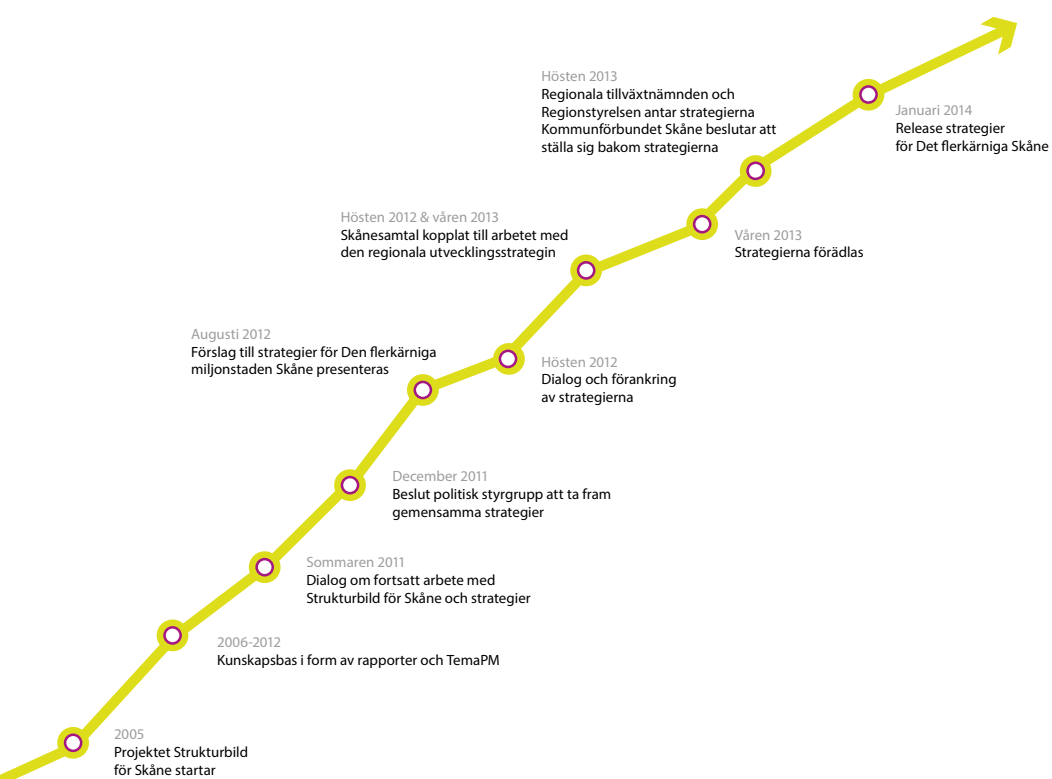 Hösten 2013
Regionala tillväxtnämnden och
Regionstyrelsen antar strategierna
Kommunförbundet Skåne beslutar att
ställa sig bakom strategierna
Januari 2014
Release strategier
för Det flerkärniga Skåne
Hösten 2012 & våren 2013
Skånesamtal kopplat till arbetet med
den regionala utvecklingsstrategin
Våren 2013
Strategierna förädlas
Augusti 2012
Förslag till strategier för Den flerkärniga
miljonstaden Skåne presenteras
Hösten 2012
Dialog och förankring
av strategierna
December 2011
Beslut politisk styrgrupp att ta fram
gemensamma strategier
Sommaren 2011
Dialog om fortsatt arbete med
Strukturbild för Skåne och strategier
2006-2012
Kunskapsbas i form av rapporter och TemaPM
2005
Projektet Strukturbild
för Skåne startar